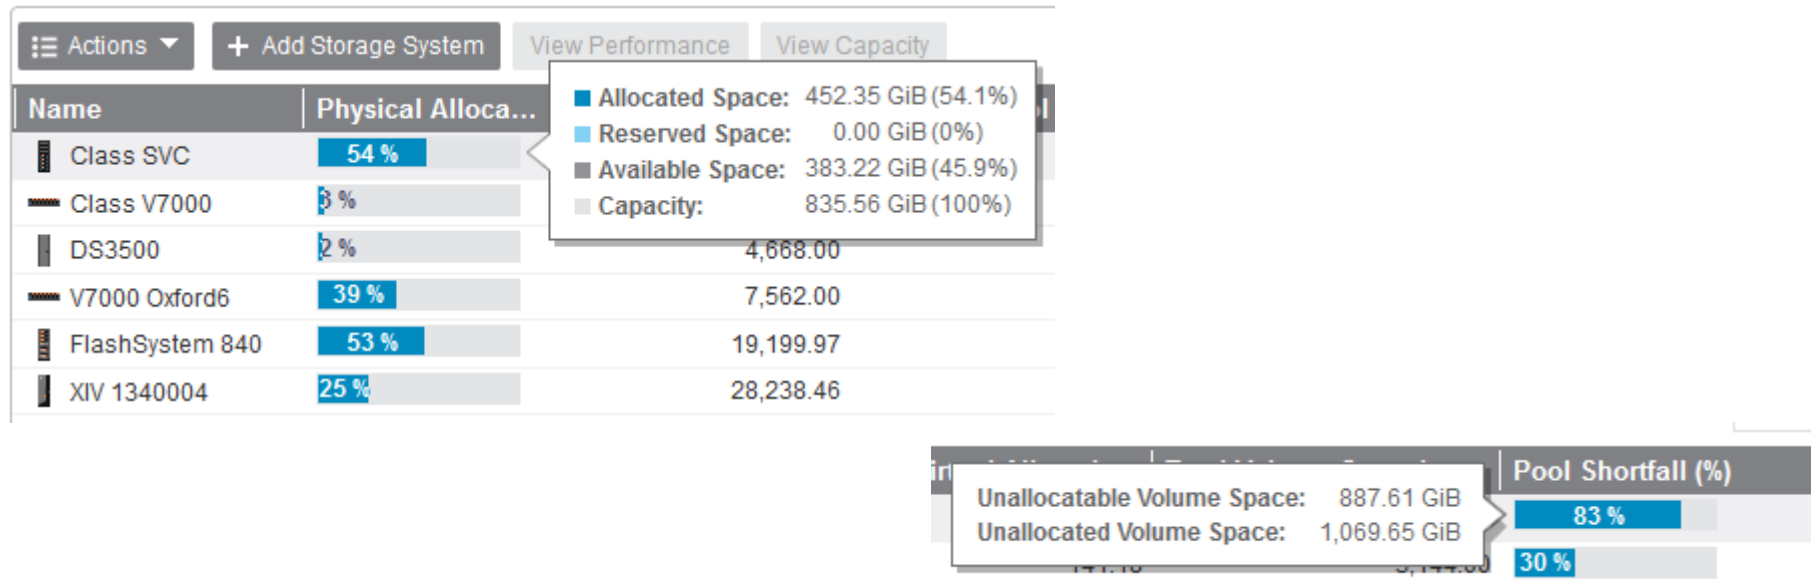 Actions + Add Storage System View Performance View Capacity
Name Physical Alloca...
Allocated Space: 452.35 GiB (54.1%)
Reserved Space: 0.00 GiB (0%)
Available Space: 383.22 GiB (45.9%)
Capacity: 835.56 GiB (100%)
Class SVC 54 %
Class V7000 3 %
DS3500 2 % 4,668.00
V7000 Oxford6 39 % 7,562.00
FlashSystem 840 53 % 19,199.97
XIV 1340004 25 % 28,238.46
Pool Shortfall (%)
Unallocatable Volume Space: 887.61 GiB
Unallocated Volume Space: 1,069.65 GiB
83 %
30 %